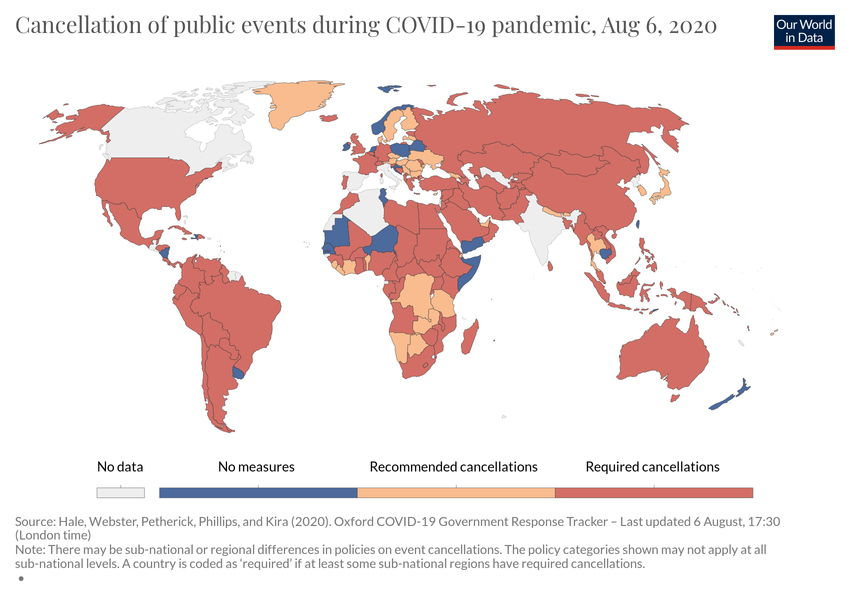 Cancellation of public events during COVID-19 pandemic, Aug 6, 2020
Our World
in Data
No data
No measures
Recommended cancellations
Required cancellations
Source: Hale, Webster, Petherick, Phillips, and Kira (2020). Oxford COVID-19 Government Response Tracker – Last updated 6 August, 17:30
(London time)
Note: There may be sub-national or regional differences in policies on event cancellations. The policy categories shown may not apply at all
sub-national levels. A country is coded as ‘required’ if at least some sub-national regions have required cancellations.
•